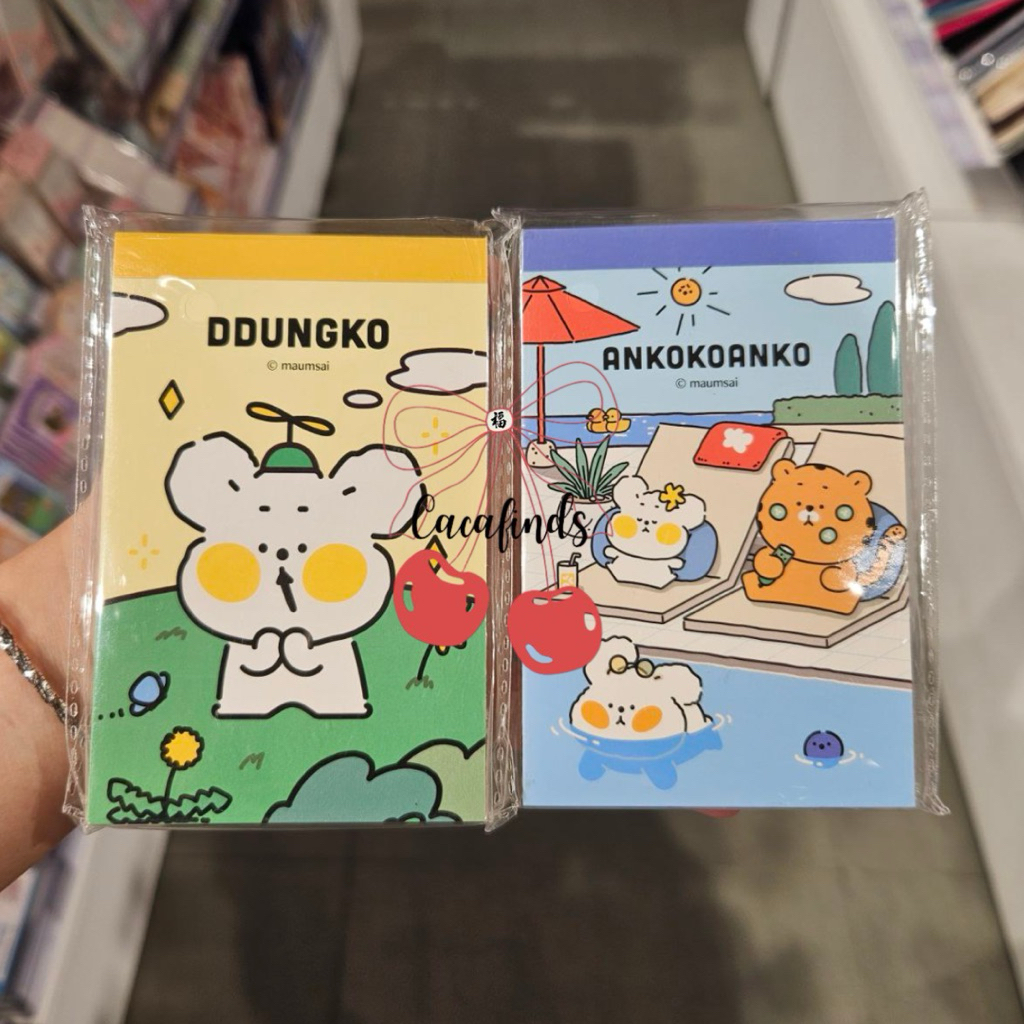 DDUNGKO
© maumsai
ANKOKOANKO
© maumsai
福
Cacafinds